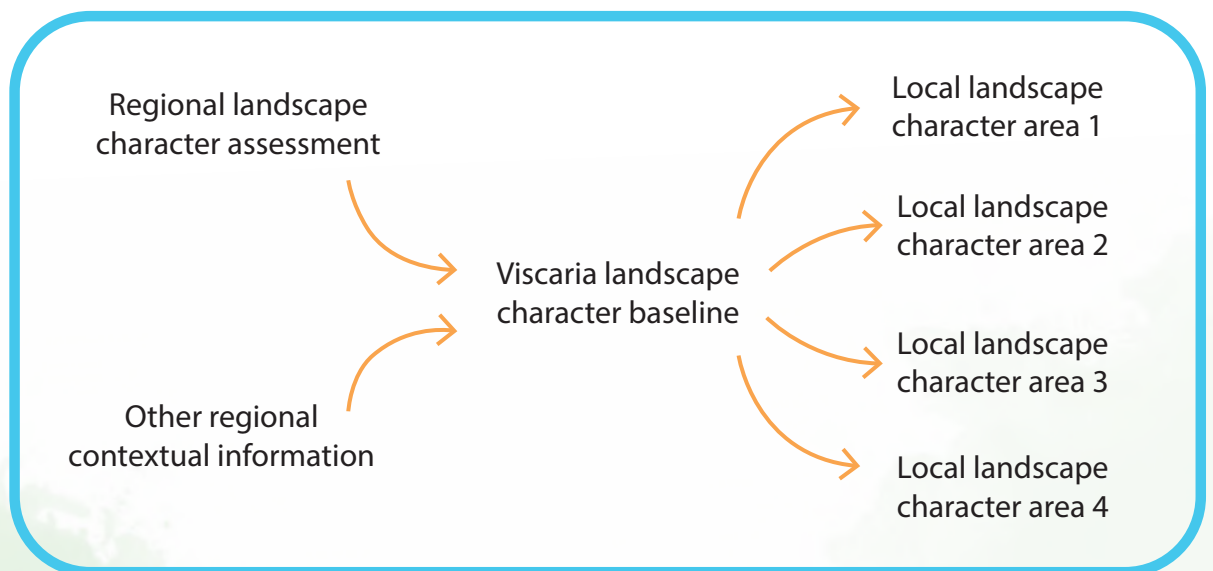 Regional landscape
character assessment
Other regional
contextual information
Viscaria landscape
character baseline
Local landscape
character area 1
Local landscape
character area 2
Local landscape
character area 3
Local landscape
character area 4